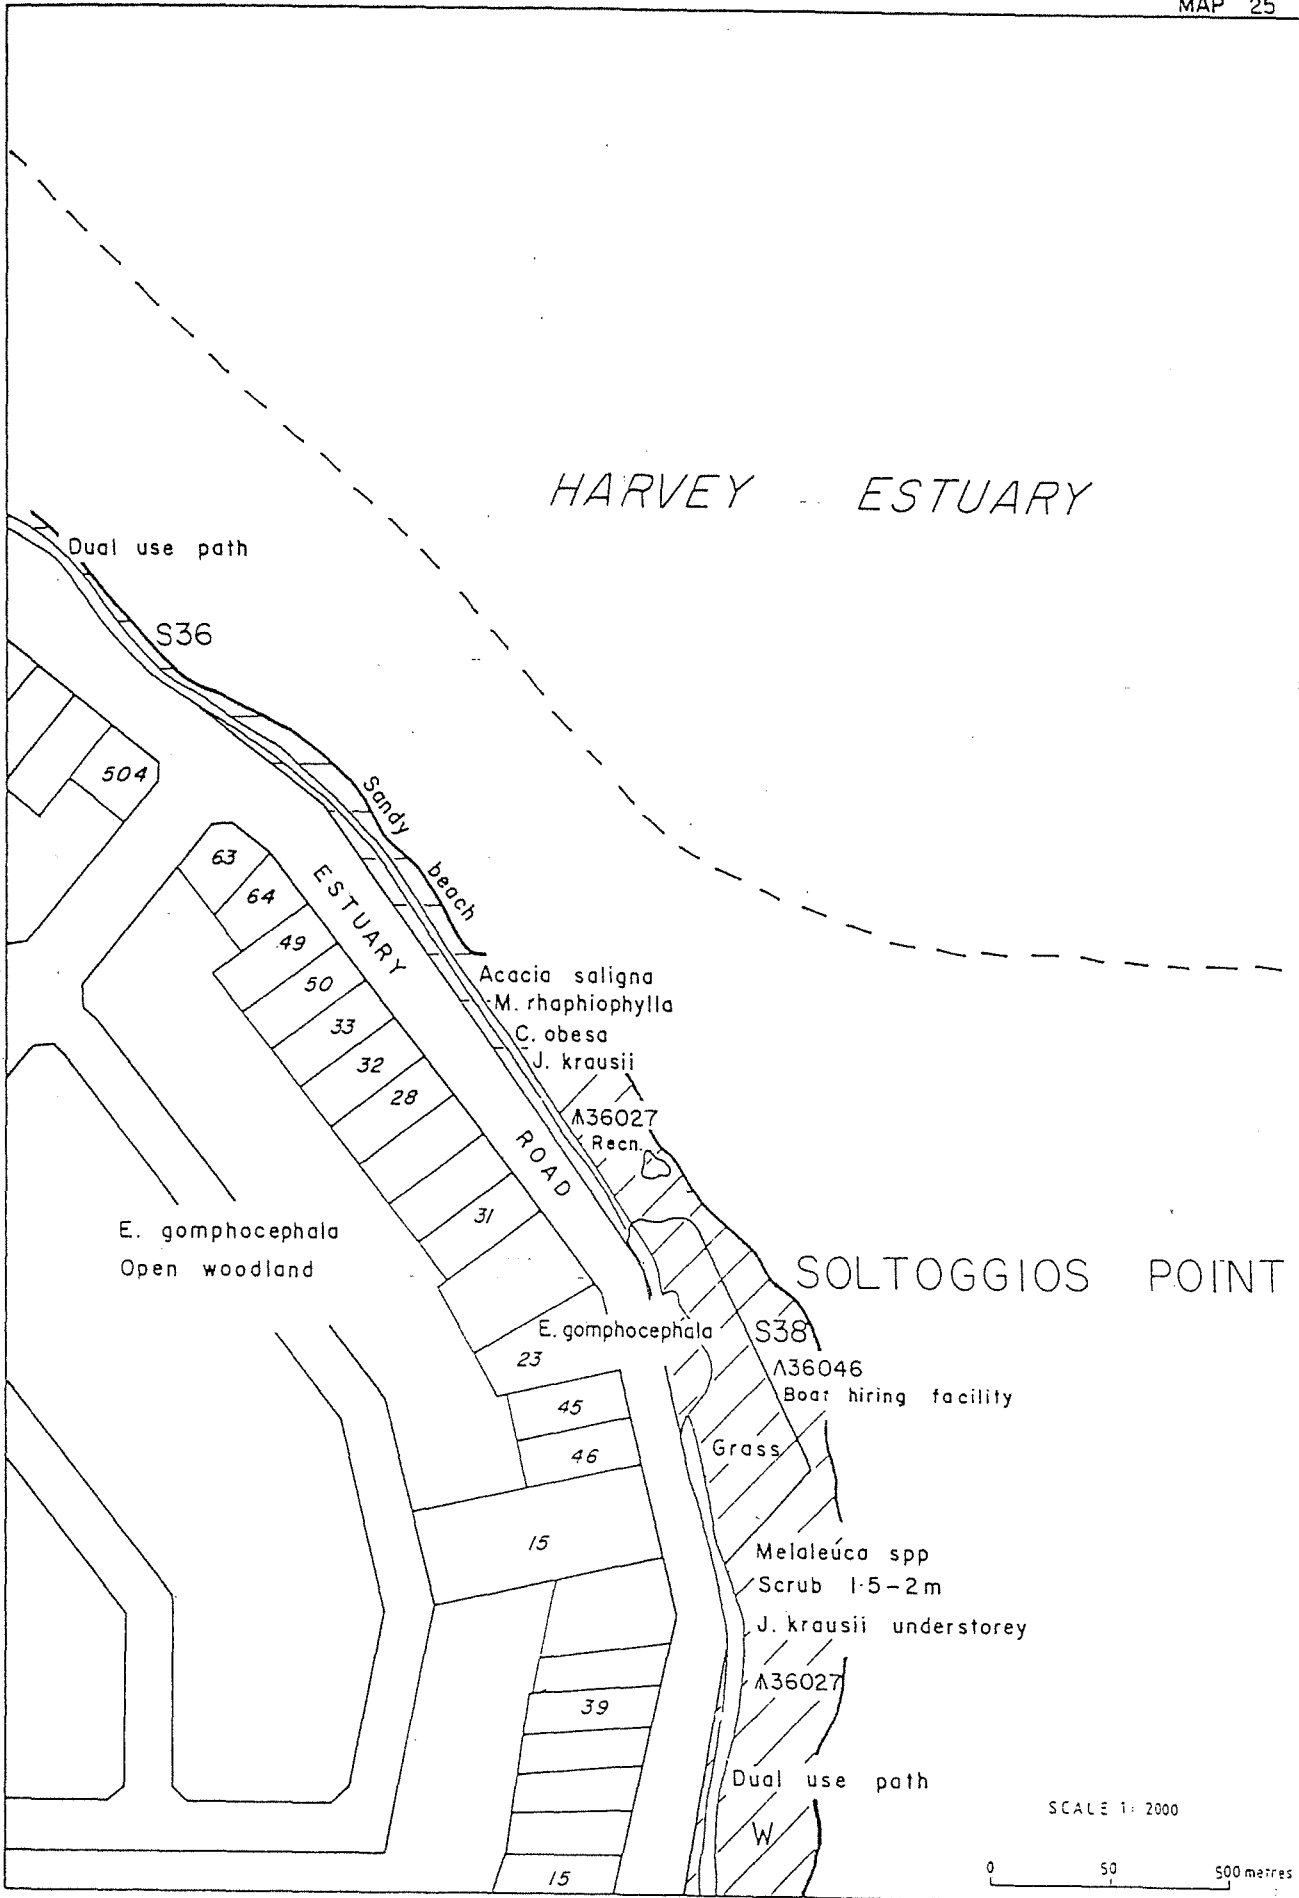 MAP 25
HARVEY ESTUARY
Dual use path
S36
504
Sandy beach
63
64
ESTUARY
49
50
33
32
28
Acacia saligna
M. rhaphiophylla
C. obesa
J. krausii
A36027
Recn.
ROAD
31
E. gomphocephala
Open woodland
SOLTOGGIOS POINT
E. gomphocephala
S38
23
A36046
Boat hiring facility
45
46
Grass
15
Melaleuca spp
Scrub 1·5-2m
J. krausii understorey
A36027
39
Dual use path
W
15
SCALE 1: 2000
0 50 500 metres